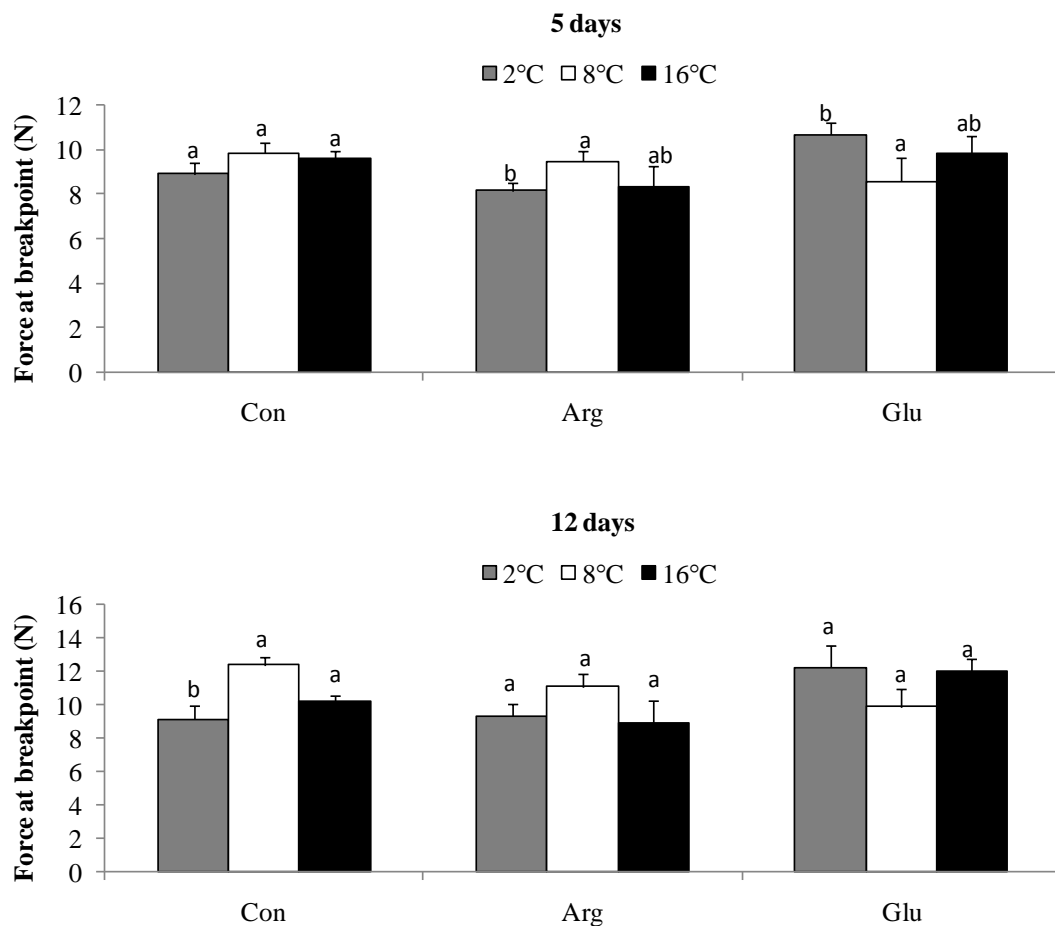 5 days
2°C 8°C 16°C
Force at breakpoint (N)
12
10
8
6
4
2
0
a a a
b a ab
b a ab
Con Arg Glu
12 days
2°C 8°C 16°C
Force at breakpoint (N)
16
14
12
10
8
6
4
2
0
b a a
a a a
a a a
Con Arg Glu